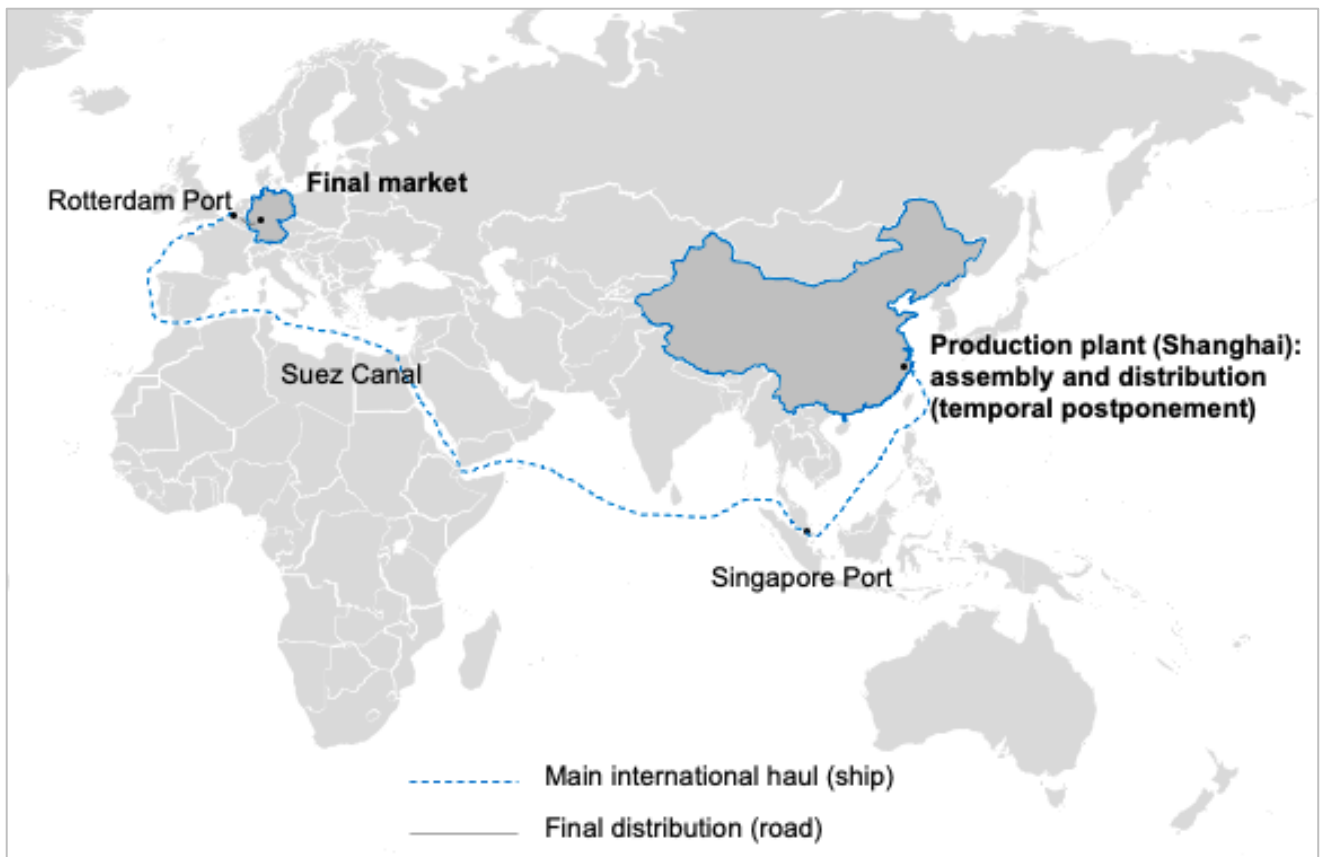 Rotterdam Port
Final market
Suez Canal
Production plant (Shanghai):
assembly and distribution
(temporal postponement)
Singapore Port
Main international haul (ship)
Final distribution (road)